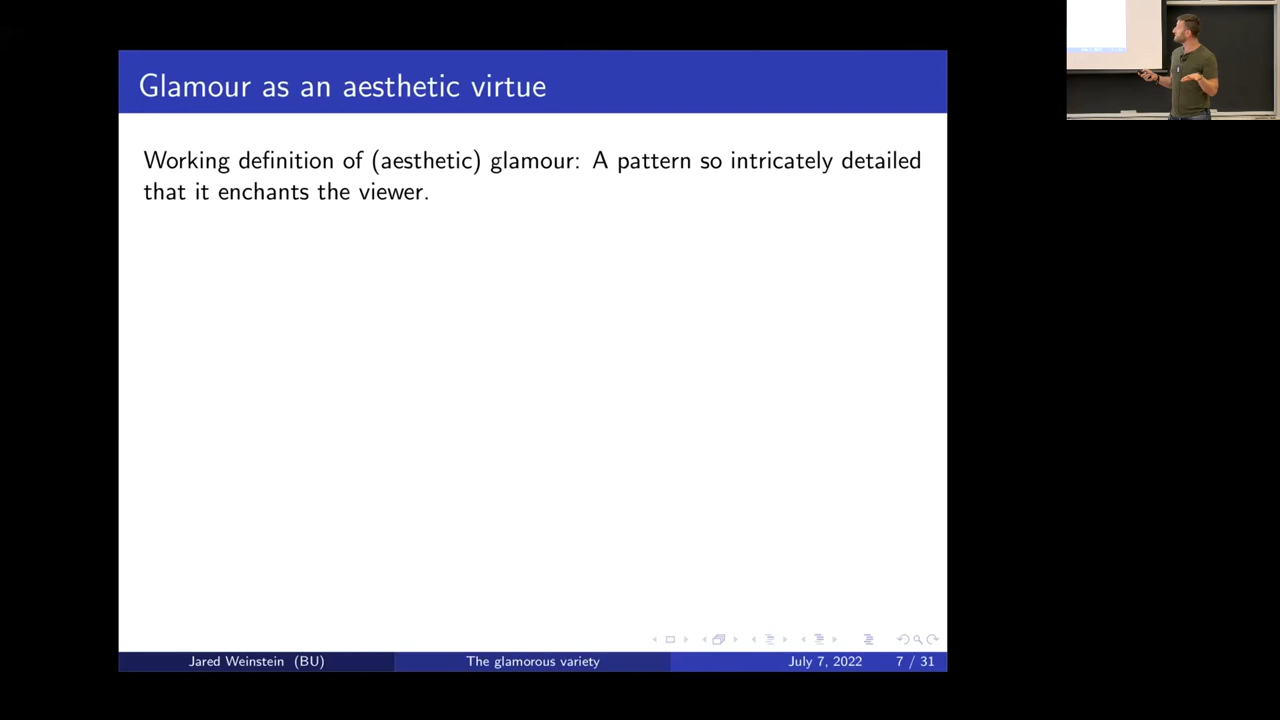 Glamour as an aesthetic virtue
Working definition of (aesthetic) glamour: A pattern so intricately detailed
that it enchants the viewer.
Jared Weinstein (BU) The glamorous variety July 7, 2022 7 / 31